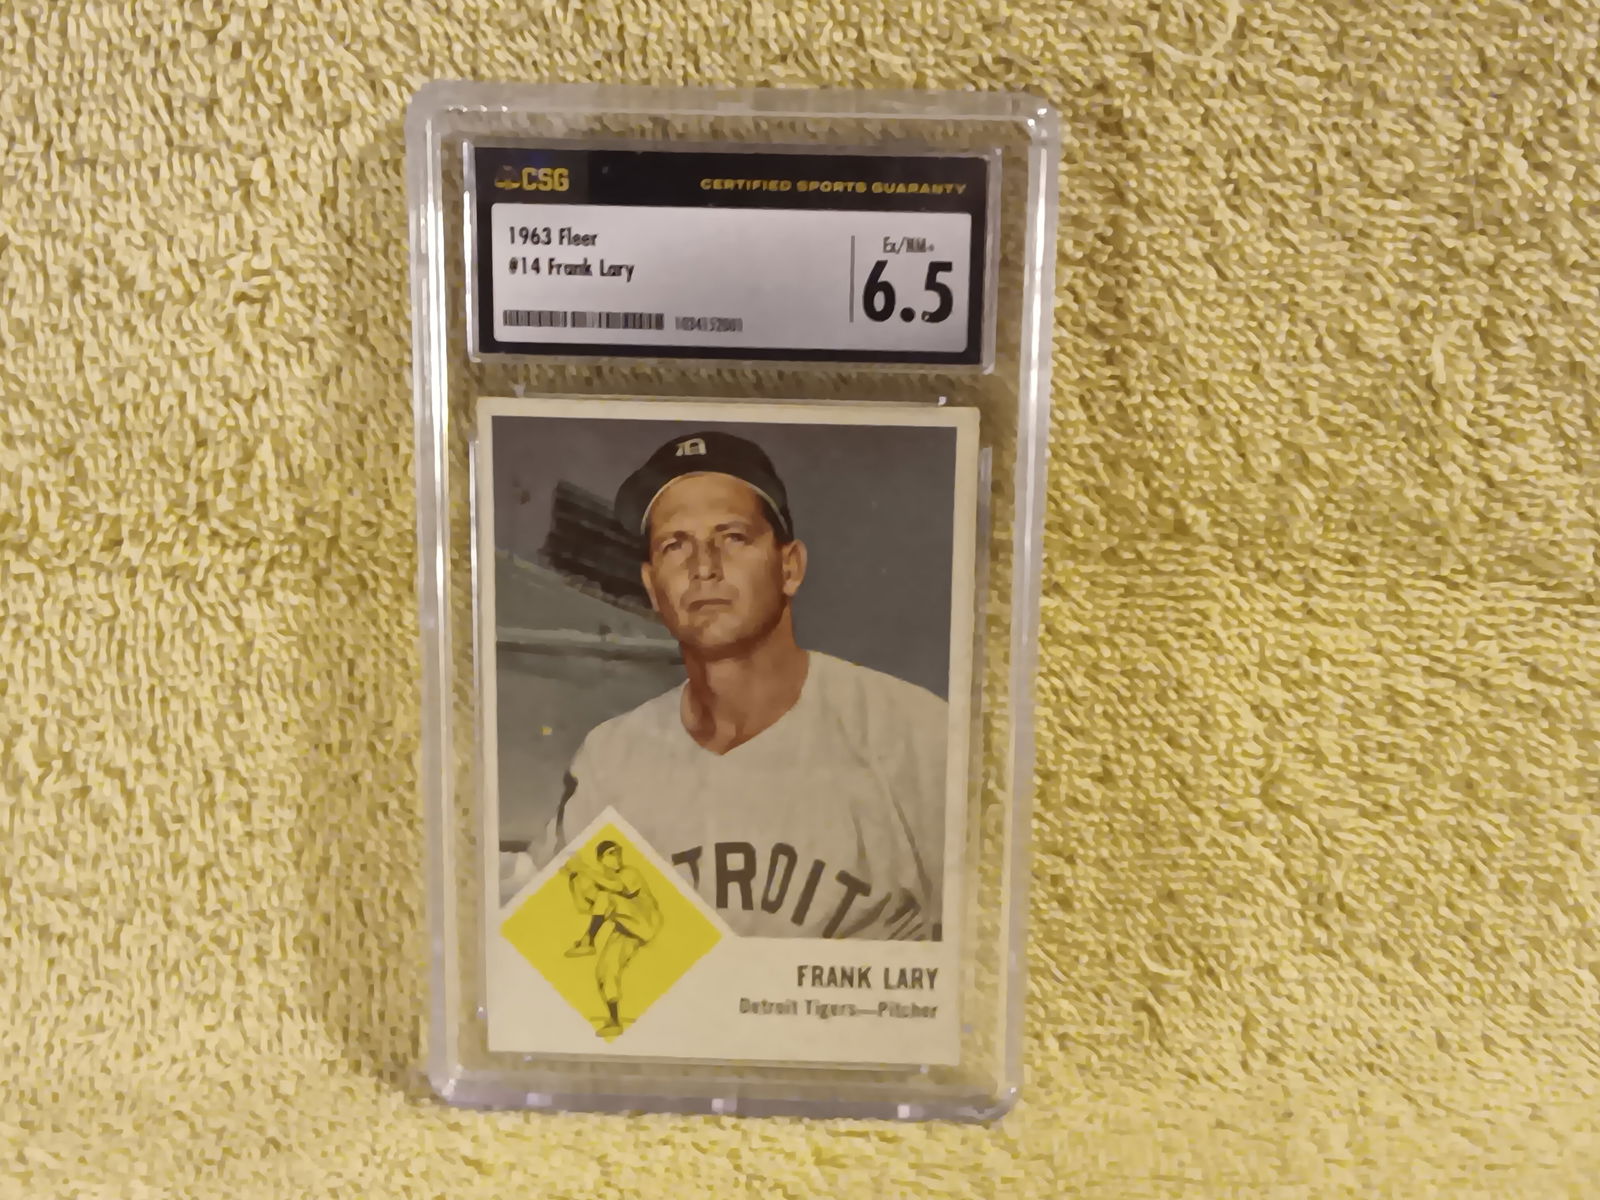 CSG
CERTIFIED SPORTS GUARANTY
1963 Fleer
#14 Frank Lary
Ex/NM+
6.5
D
TROIT
FRANK LARY
Detroit Tigers—Pitcher